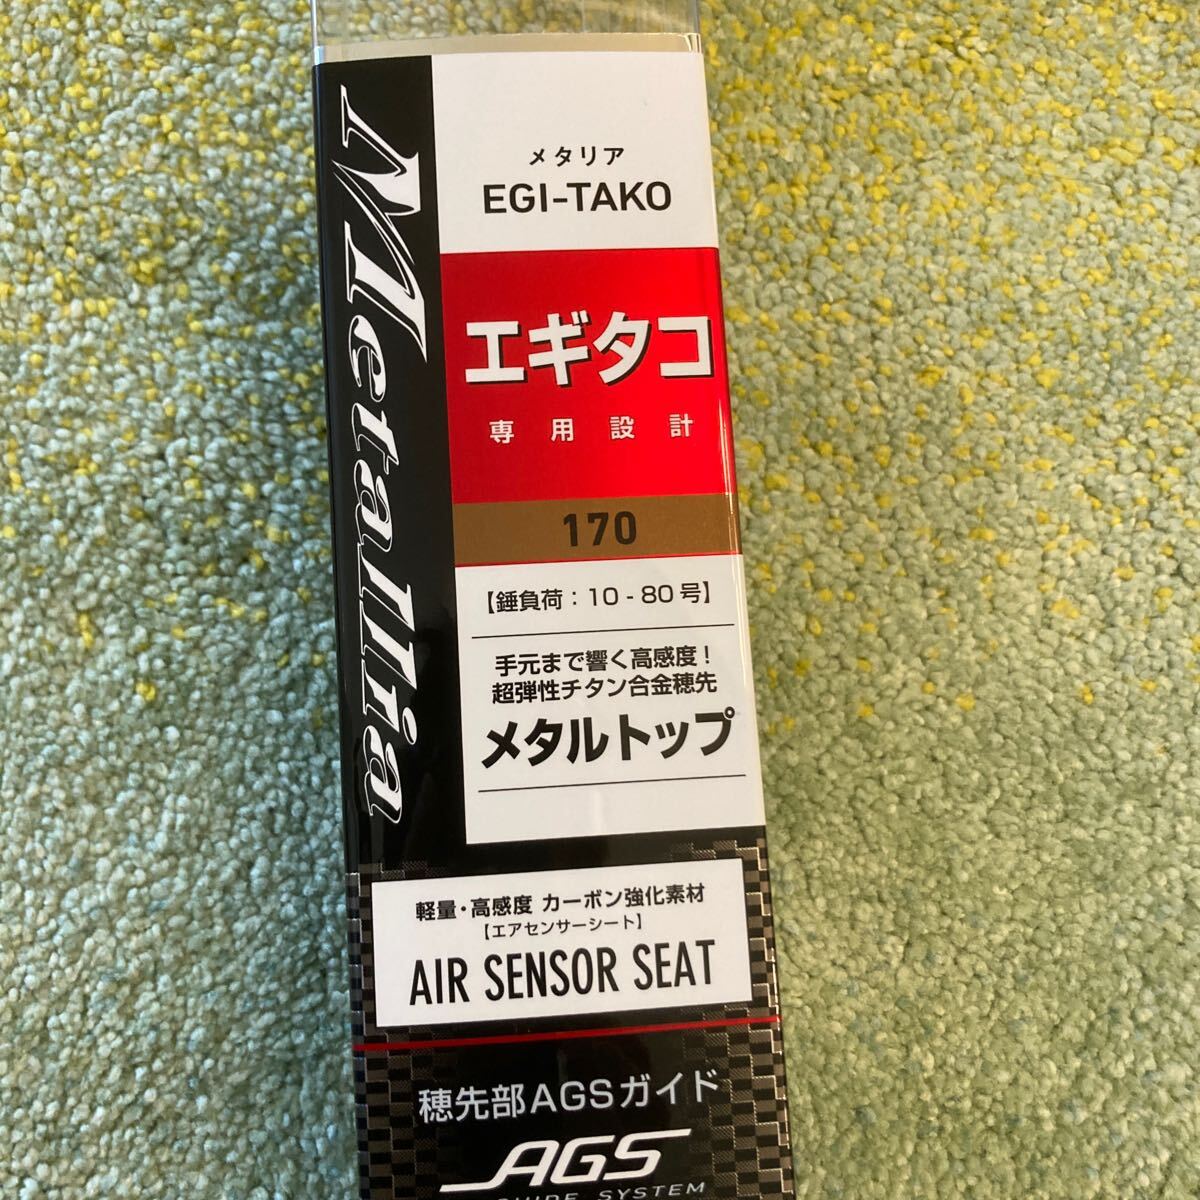 Metallia
メタリア
EGI-TAKO
エギタコ
専用設計
170
【錘負荷：10-80号】
手元まで響く高感度！
超弾性チタン合金穂先
メタルトップ
軽量・高感度 カーボン強化素材
【エアセンサーシート】
AIR SENSOR SEAT
穂先部AGSガイド
AGS
GUIDE SYSTEM